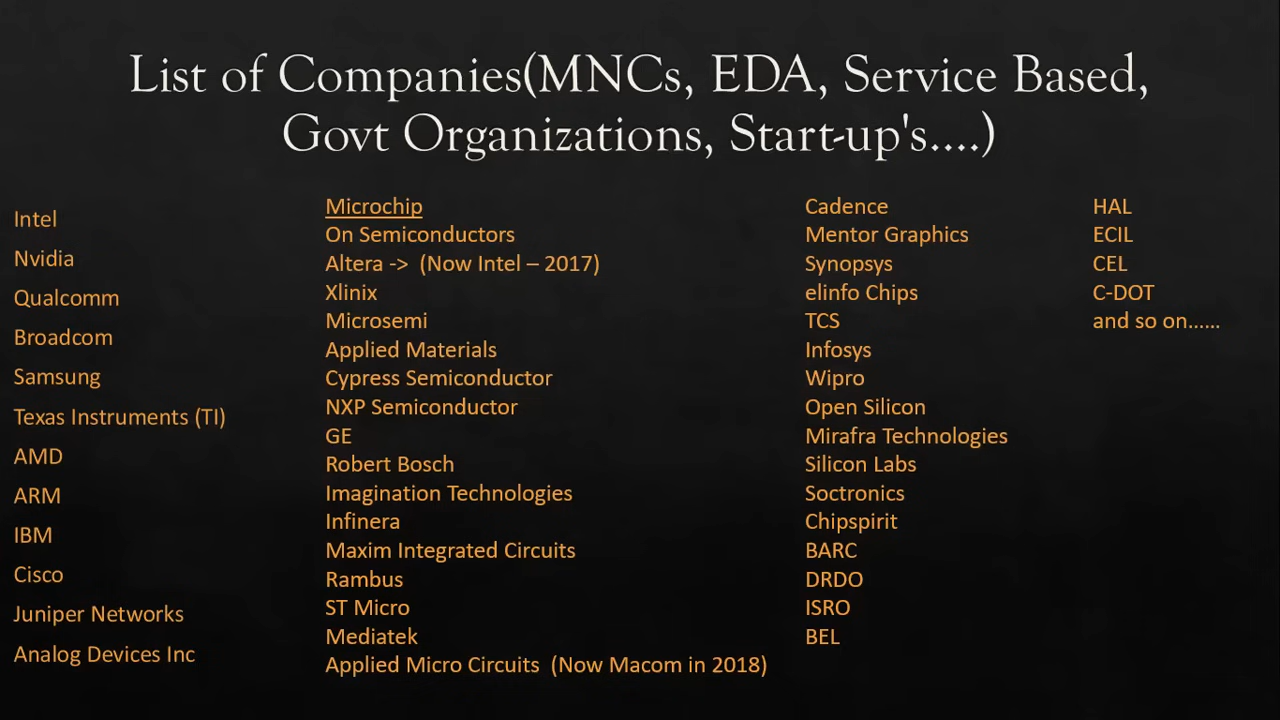 List of Companies(MNCs, EDA, Service Based,
Govt Organizations, Start-up's....)
Intel
Nvidia
Qualcomm
Broadcom
Samsung
Texas Instruments (TI)
AMD
ARM
IBM
Cisco
Juniper Networks
Analog Devices Inc
Microchip
On Semiconductors
Altera -> (Now Intel – 2017)
Xlinix
Microsemi
Applied Materials
Cypress Semiconductor
NXP Semiconductor
GE
Robert Bosch
Imagination Technologies
Infinera
Maxim Integrated Circuits
Rambus
ST Micro
Mediatek
Applied Micro Circuits (Now Macom in 2018)
Cadence
Mentor Graphics
Synopsys
elinfo Chips
TCS
Infosys
Wipro
Open Silicon
Mirafra Technologies
Silicon Labs
Soctronics
Chipspirit
BARC
DRDO
ISRO
BEL
HAL
ECIL
CEL
C-DOT
and so on......